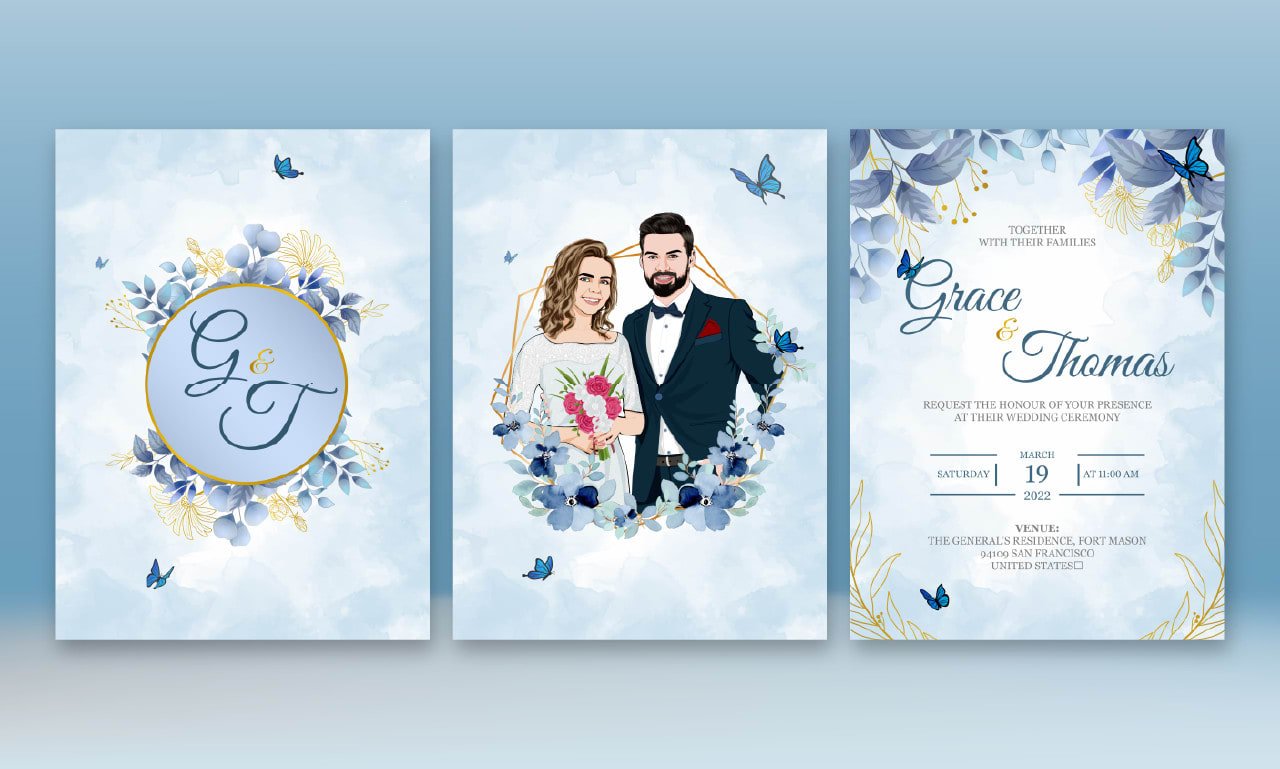 G
&
T
TOGETHER
WITH THEIR FAMILIES
Grace
&
Thomas
REQUEST THE HONOUR OF YOUR PRESENCE
AT THEIR WEDDING CEREMONY
MARCH
SATURDAY 19 AT 11:00 AM
2022
VENUE:
THE GENERAL'S RESIDENCE, FORT MASON
94109 SAN FRANCISCO
UNITED STATES□